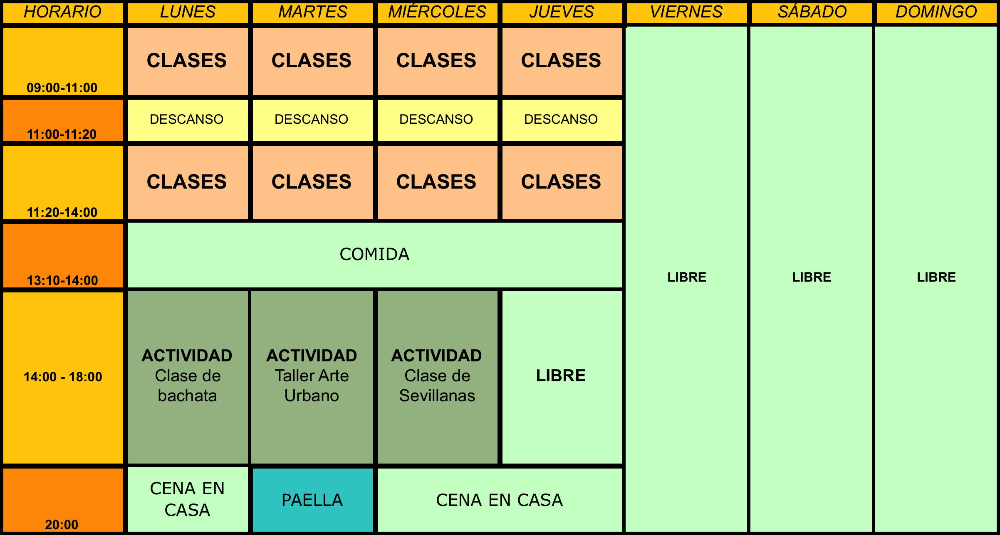 HORARIO LUNES MARTES MIÉRCOLES JUEVES VIERNES SÁBADO DOMINGO
09:00-11:00 CLASES CLASES CLASES CLASES
11:00-11:20 DESCANSO DESCANSO DESCANSO DESCANSO
11:20-14:00 CLASES CLASES CLASES CLASES
13:10-14:00 COMIDA LIBRE LIBRE LIBRE
ACTIVIDAD ACTIVIDAD ACTIVIDAD
14:00 - 18:00 Clase de Taller Arte Clase de LIBRE
bachata Urbano Sevillanas
CENA EN
CASA PAELLA CENA EN CASA
20:00